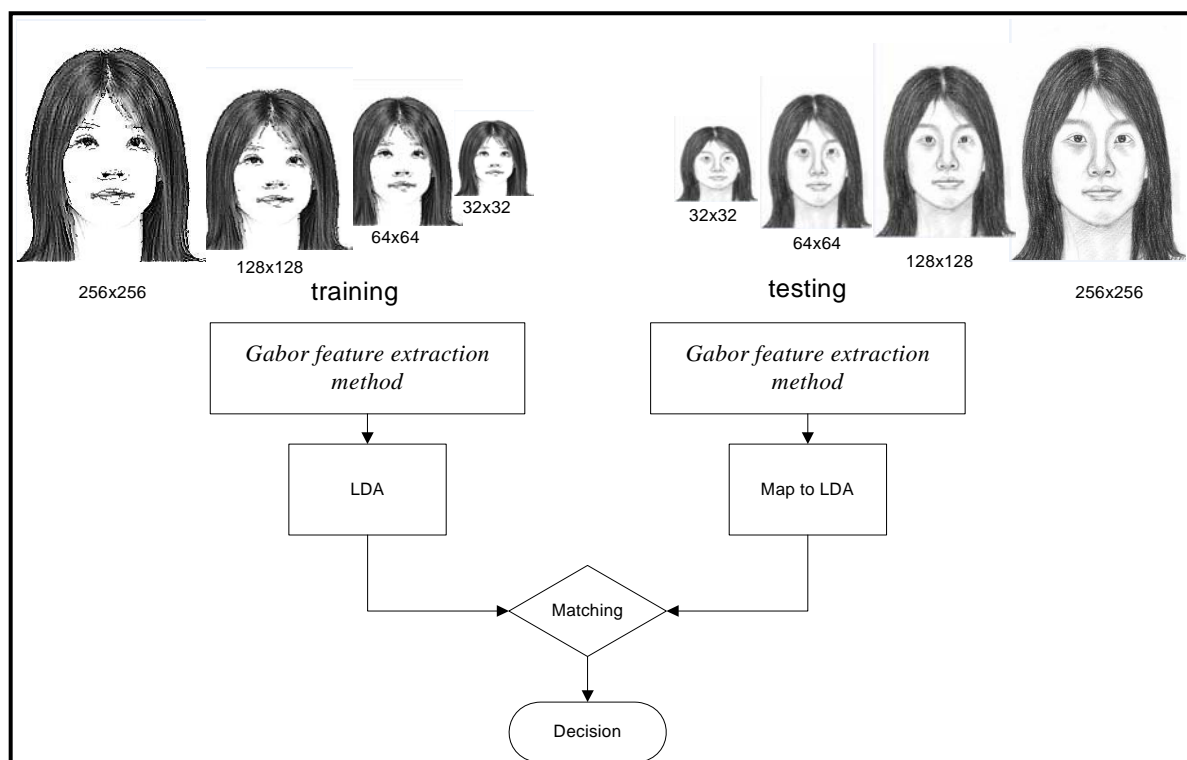 256x256
128x128
64x64
32x32
training
32x32
64x64
128x128
256x256
testing
Gabor feature extraction
method
Gabor feature extraction
method
LDA
Map to LDA
Matching
Decision